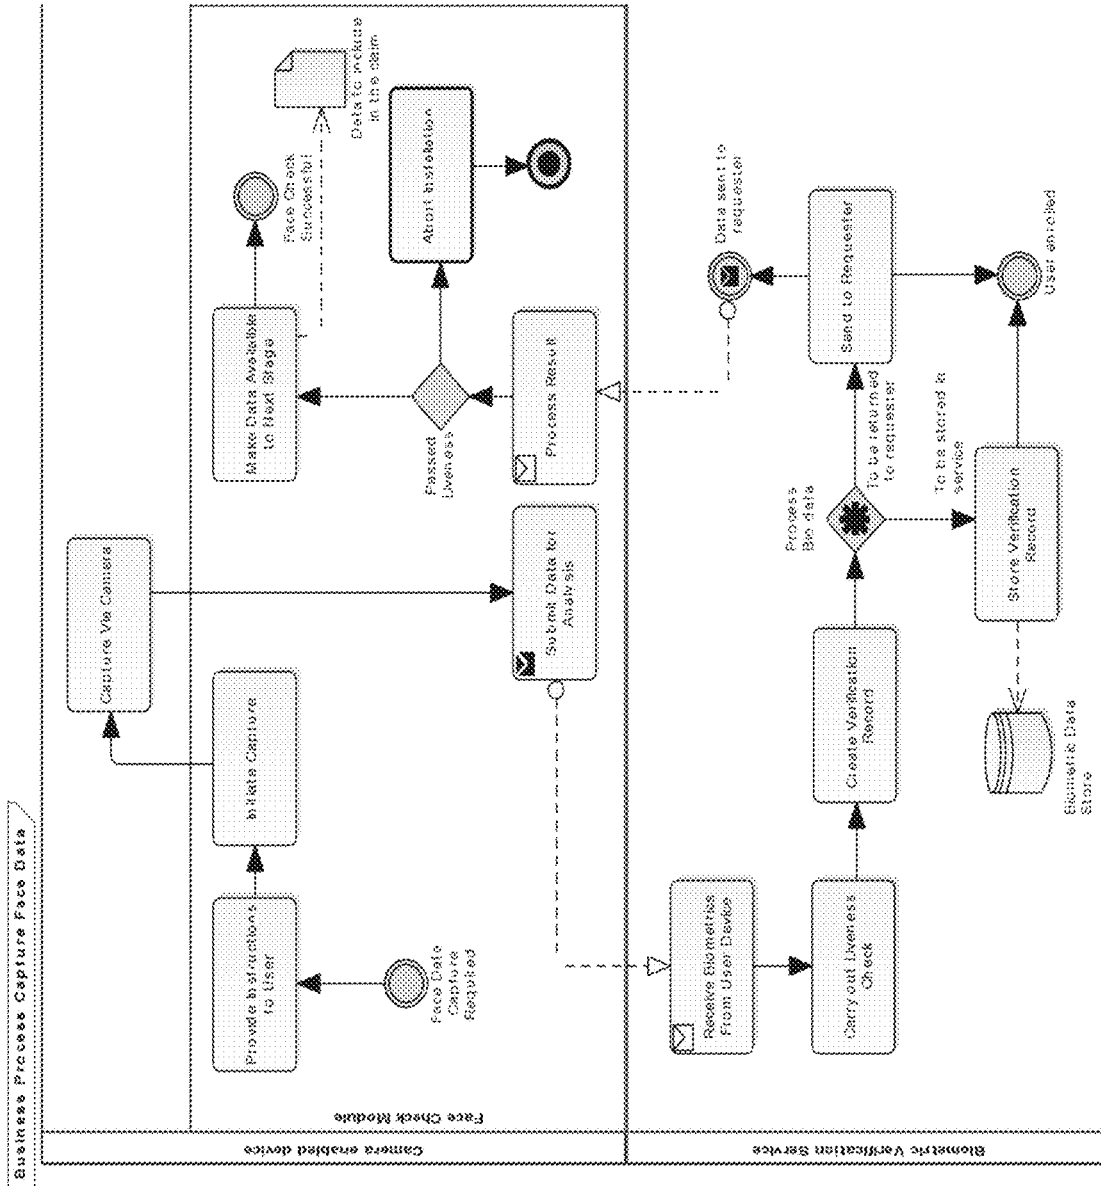 Business Process Capture Face Data
Camera enabled device
Face Check Module
Capture Via Camera
Provide Instructions
to User
Initiate Capture
Make Data Available
to Next Stage
Face Check
Successful
Data to include
in the claim
Face Data
Capture
Required
Passed
Liveness
Abort Installation
Submit Data for
Analysis
Process Result
Biometric Verification Service
Receive Biometrics
From User Device
Carry out Liveness
Check
Create Verification
Record
Process
Bio data
To be returned
to requester
To be stored in
service
Send to Requester
Data sent to
requester
Store Verification
Record
User enrolled
Biometric Data
Store